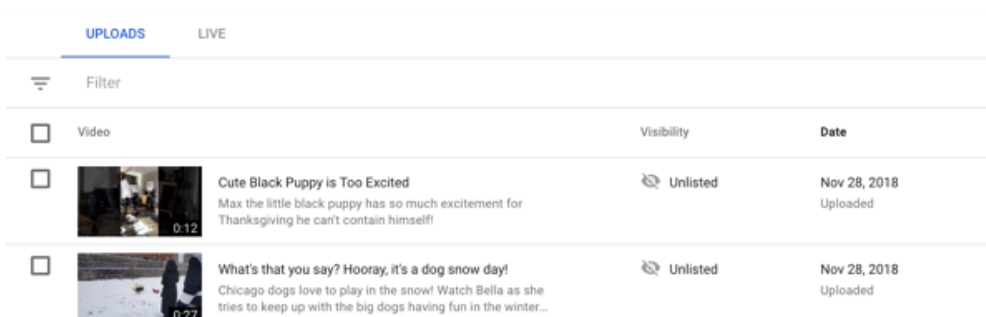 UPLOADS LIVE
Filter
Video Visibility Date
Cute Black Puppy is Too Excited Unlisted Nov 28, 2018
Max the little black puppy has so much excitement for Uploaded
Thanksgiving he can't contain himself!
0:12
What's that you say? Hooray, it's a dog snow day! Unlisted Nov 28, 2018
Chicago dogs love to play in the snow! Watch Bella as she Uploaded
tries to keep up with the big dogs having fun in the winter...
0:27